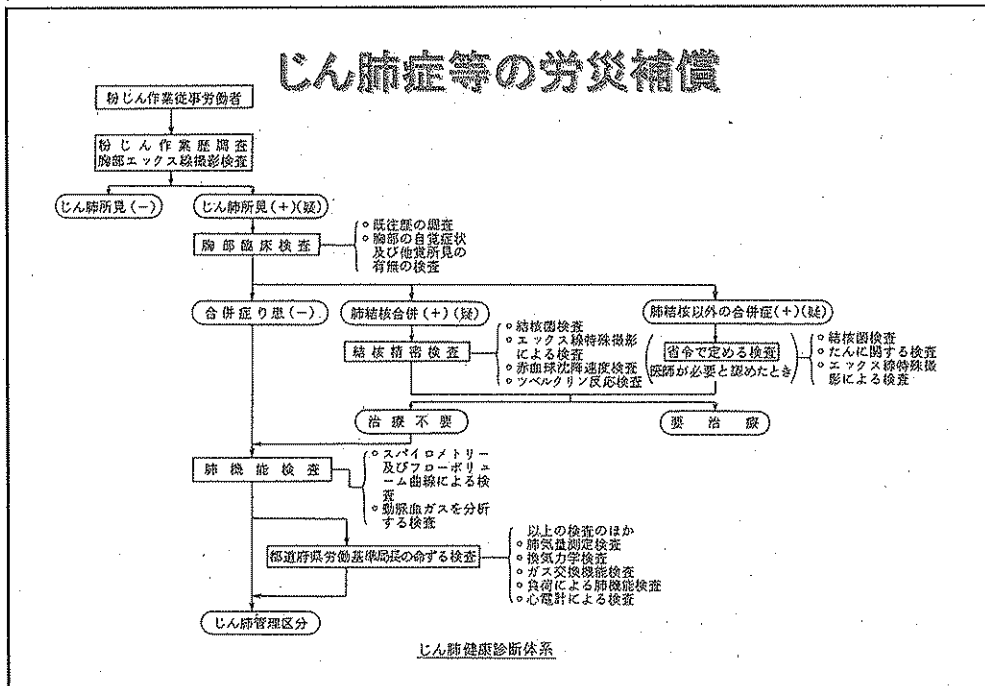 じん肺症等の労災補償
粉じん作業従事労働者
粉じん作業歴調査
胸部エックス線撮影検査
じん肺所見(-)
じん肺所見(+)(疑)
胸部臨床検査
○既往歴の調査
○胸部の自覚症状
及び他覚所見の
有無の検査
合併症り患(-)
肺結核合併(+)(疑)
肺結核以外の合併症(+)(疑)
結核精密検査
○結核菌検査
○エックス線特殊撮影
による検査
○赤血球沈降速度検査
○ツベルクリン反応検査
省令で定める検査
(医師が必要と認めたとき)
○結核菌検査
○たんに関する検査
○エックス線特殊撮
影による検査
治療不要
要治療
肺機能検査
○スパイロメトリー
及びフローボリュ
ーム曲線による検
査
○動脈血ガスを分析
する検査
都道府県労働基準局長の命ずる検査
以上の検査のほか
○肺気量測定検査
○換気力学検査
○ガス交換機能検査
○負荷による肺機能検査
○心電計による検査
じん肺管理区分
じん肺健康診断体系